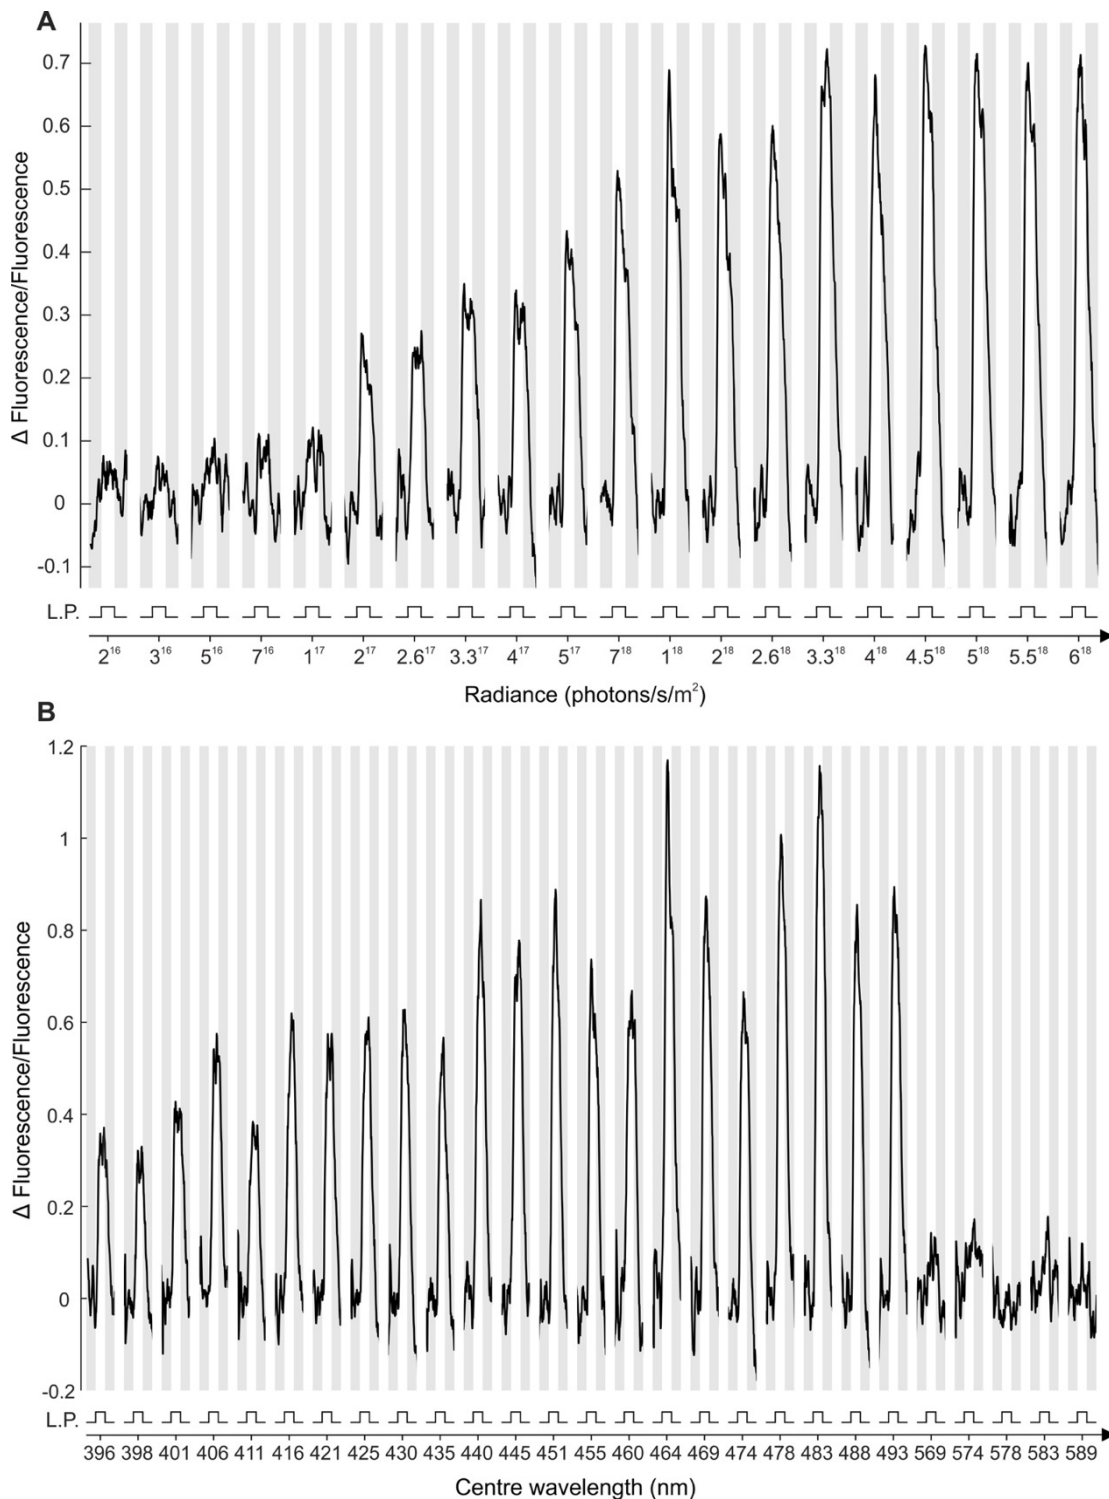 A
0.7
0.6
0.5
0.4
0.3
0.2
0.1
0
-0.1
Δ Fluorescence/Fluorescence
L.P.
2¹⁶ 3¹⁶ 5¹⁶ 7¹⁶ 1¹⁷ 2¹⁷ 2.6¹⁷ 3.3¹⁷ 4¹⁷ 5¹⁷ 7¹⁸ 1¹⁸ 2¹⁸ 2.6¹⁸ 3.3¹⁸ 4¹⁸ 4.5¹⁸ 5¹⁸ 5.5¹⁸ 6¹⁸
Radiance (photons/s/m²)
B
1.2
1
0.8
0.6
0.4
0.2
0
-0.2
Δ Fluorescence/Fluorescence
L.P.
396 398 401 406 411 416 421 425 430 435 440 445 451 455 460 464 469 474 478 483 488 493 569 574 578 583 589
Centre wavelength (nm)